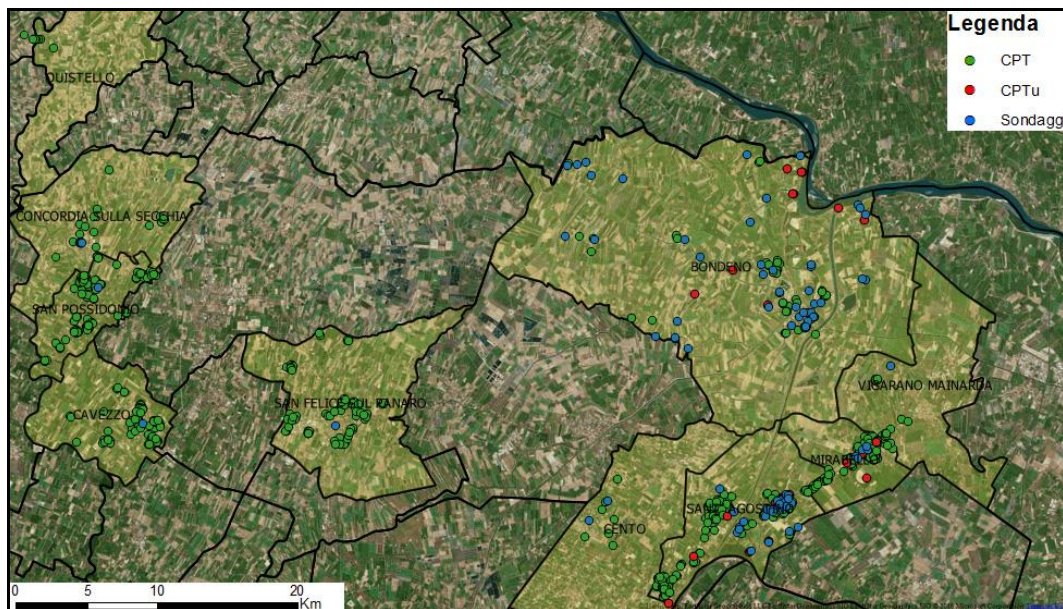 Legenda
CPT
CPTu
Sondagg
QUISTELLO
CONCORDIA SULLA SECCHIA
SAN POSSIDONIO
CAVEZZO
SAN FELICE SUL PANARO
BONDENO
VIGARANO MAINARDA
MIRABELLO
SANT'AGOSTINO
CENTO
0 5 10 20
Km